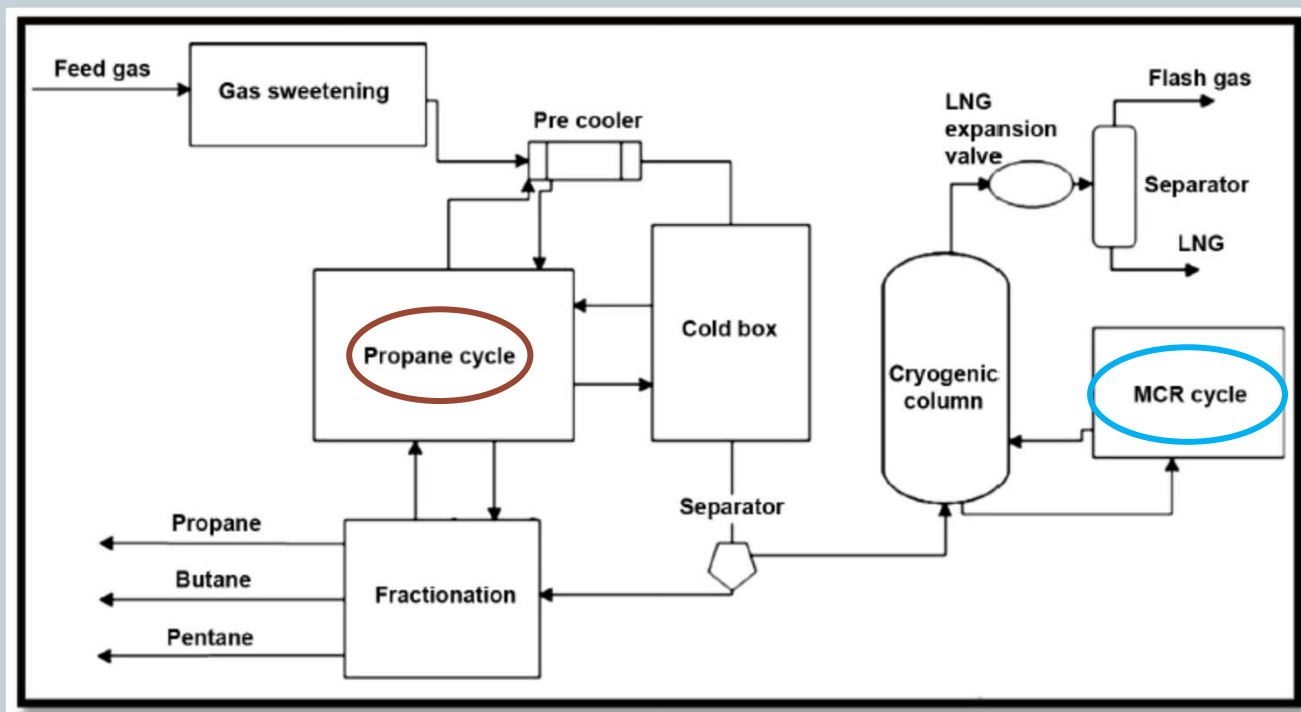 Feed gas
Gas sweetening
Pre cooler
LNG
expansion
valve
Flash gas
Separator
LNG
Propane cycle
Cold box
Cryogenic
column
MCR cycle
Separator
Propane
Butane
Pentane
Fractionation